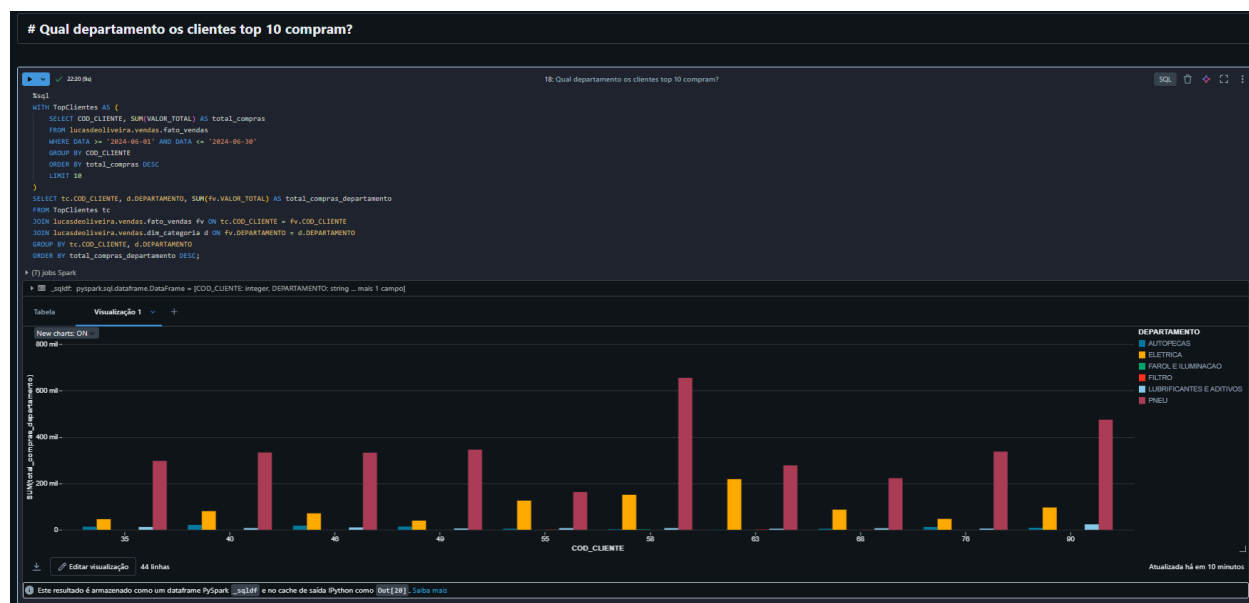 # Qual departamento os clientes top 10 compram?
22:20 (9s)
18: Qual departamento os clientes top 10 compram?
SQL
%sql
WITH TopClientes AS (
SELECT COD_CLIENTE, SUM(VALOR_TOTAL) AS total_compras
FROM lucasdeoliveira.vendas.fato_vendas
WHERE DATA >= '2024-06-01' AND DATA <= '2024-06-30'
GROUP BY COD_CLIENTE
ORDER BY total_compras DESC
LIMIT 10
)
SELECT tc.COD_CLIENTE, d.DEPARTAMENTO, SUM(fv.VALOR_TOTAL) AS total_compras_departamento
FROM TopClientes tc
JOIN lucasdeoliveira.vendas.fato_vendas fv ON tc.COD_CLIENTE = fv.COD_CLIENTE
JOIN lucasdeoliveira.vendas.dim_categoria d ON fv.DEPARTAMENTO = d.DEPARTAMENTO
GROUP BY tc.COD_CLIENTE, d.DEPARTAMENTO
ORDER BY total_compras_departamento DESC;
(7) jobs Spark
_sqldf: pyspark.sql.dataframe.DataFrame = [COD_CLIENTE: integer, DEPARTAMENTO: string ... mais 1 campo]
Tabela
Visualização 1
+
New charts: ON
800 mil
600 mil
400 mil
200 mil
0
SUM(total_compras_departamento)
35 40 46 49 55 58 63 68 76 90
COD_CLIENTE
DEPARTAMENTO
AUTOPECAS
ELETRICA
FAROL E ILUMINACAO
FILTRO
LUBRIFICANTES E ADITIVOS
PNEU
Editar visualização
44 linhas
Atualizada há em 10 minutos
Este resultado é armazenado como um dataframe PySpark _sqldf e no cache de saída IPython como Out[20]. Saiba mais